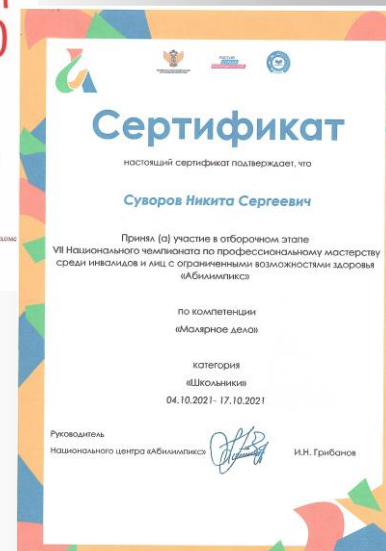 Сертификат
настоящий сертификат подтверждает, что
Суворов Никита Сергеевич
Принял (а) участие в отборочном этапе
VII Национального чемпионата по профессиональному мастерству
среди инвалидов и лиц с ограниченными возможностями здоровья
«Абилимпикс»
по компетенции
«Малярное дело»
категория
«Школьники»
04.10.2021- 17.10.2021
Руководитель
Национального центра «Абилимпикс»
И.Н. Грибанов